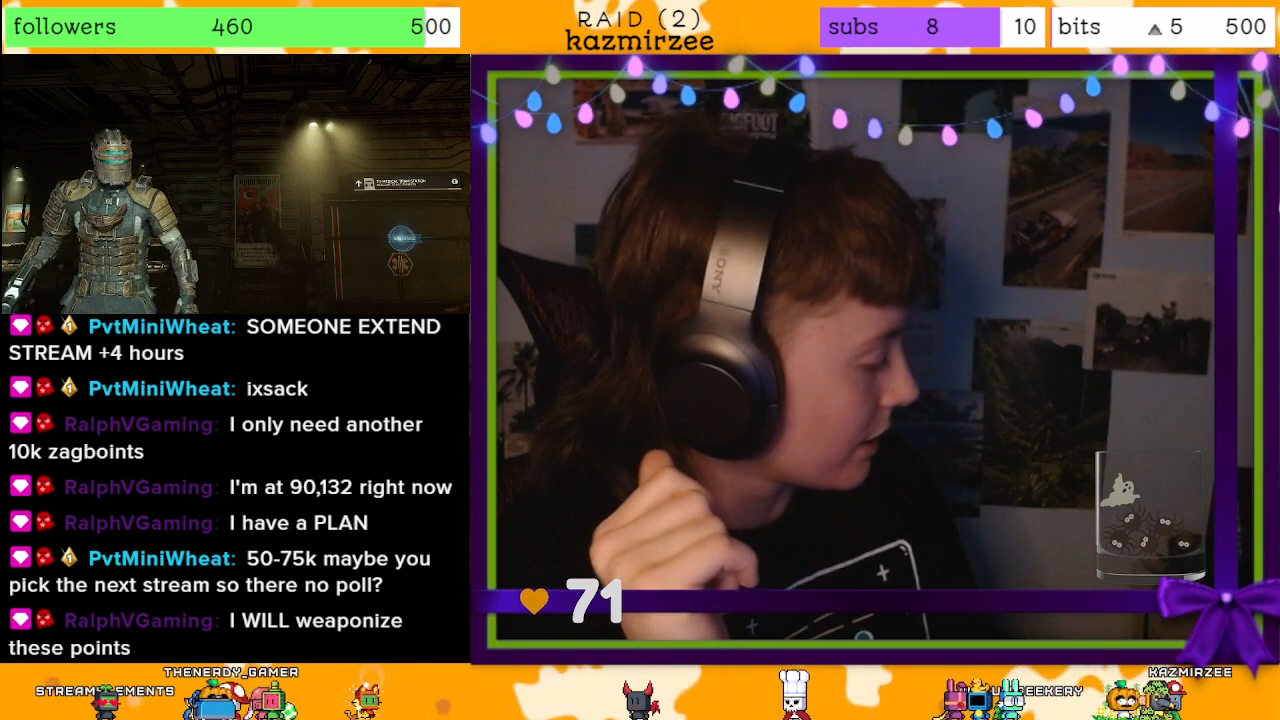 followers 460 500
RAID (2)
kazmirzee
subs 8 10
bits 5 500
BIGFOOT
SONY
PvtMiniWheat: SOMEONE EXTEND
STREAM +4 hours
PvtMiniWheat: ixsack
RalphVGaming: I only need another
10k zagboints
RalphVGaming: I'm at 90,132 right now
RalphVGaming: I have a PLAN
PvtMiniWheat: 50-75k maybe you
pick the next stream so there no poll?
RalphVGaming: I WILL weaponize
these points
71
THENERDY_GAMER
KAZMIRZEE